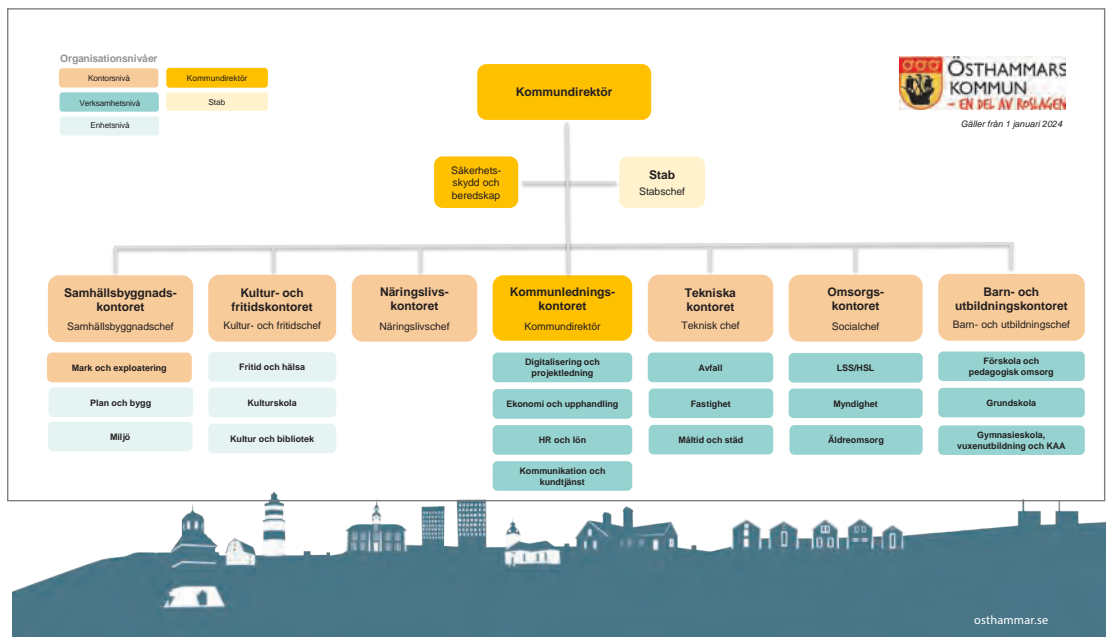 Organisationsnivåer
Kontorsnivå
Kommundirektör
Verksamhetsnivå
Stab
Enhetsnivå
Kommundirektör
ÖSTHAMMARS
KOMMUN
– EN DEL AV ROSLAGEN
Gäller från 1 januari 2024
Säkerhets-
skydd och
beredskap
Stab
Stabschef
Samhällsbyggnads-
kontoret
Samhällsbyggnadschef
Mark och exploatering
Plan och bygg
Miljö
Kultur- och
fritidskontoret
Kultur- och fritidschef
Fritid och hälsa
Kulturskola
Kultur och bibliotek
Näringslivs-
kontoret
Näringslivschef
Kommunlednings-
kontoret
Kommundirektör
Digitalisering och
projektledning
Ekonomi och upphandling
HR och lön
Kommunikation och
kundtjänst
Tekniska
kontoret
Teknisk chef
Avfall
Fastighet
Måltid och städ
Omsorgs-
kontoret
Socialchef
LSS/HSL
Myndighet
Äldreomsorg
Barn- och
utbildningskontoret
Barn- och utbildningschef
Förskola och
pedagogisk omsorg
Grundskola
Gymnasieskola,
vuxenutbildning och KAA
osthammar.se